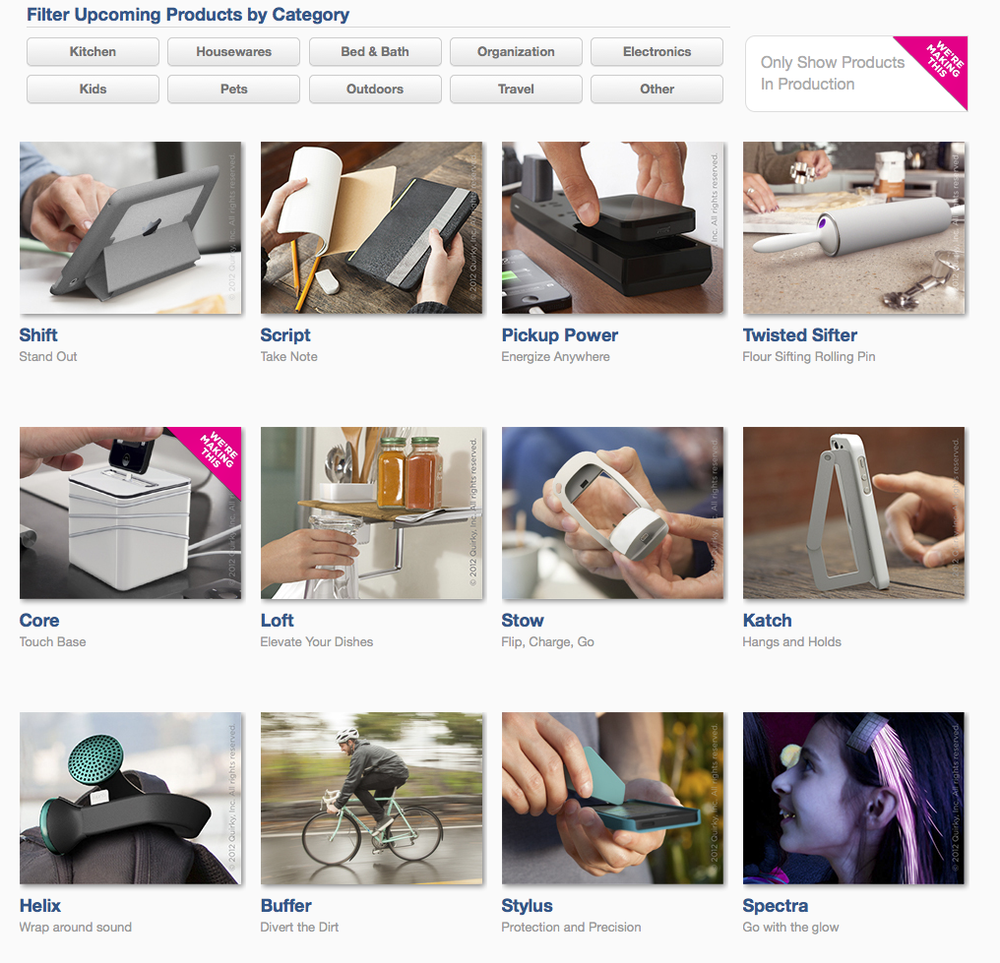 Filter Upcoming Products by Category
Kitchen
Housewares
Bed & Bath
Organization
Electronics
Kids
Pets
Outdoors
Travel
Other
Only Show Products
In Production
WE'RE
MAKING
THIS
© 2012 Quirky, Inc. All rights reserved.
© 2012 Quirky, Inc. All rights reserved.
© 2012 Quirky, Inc. All rights reserved.
© 2012 Quirky, Inc. All rights reserved.
Shift
Stand Out
Script
Take Note
Pickup Power
Energize Anywhere
Twisted Sifter
Flour Sifting Rolling Pin
WE'RE
MAKING
THIS
© 2012 Quirky, Inc. All rights reserved.
© 2012 Quirky, Inc. All rights reserved.
© 2012 Quirky, Inc. All rights reserved.
Core
Touch Base
Loft
Elevate Your Dishes
Stow
Flip, Charge, Go
Katch
Hangs and Holds
© 2012 Quirky, Inc. All rights reserved.
© 2012 Quirky, Inc. All rights reserved.
© 2012 Quirky, Inc. All rights reserved.
© 2012 Quirky, Inc. All rights reserved.
Helix
Wrap around sound
Buffer
Divert the Dirt
Stylus
Protection and Precision
Spectra
Go with the glow